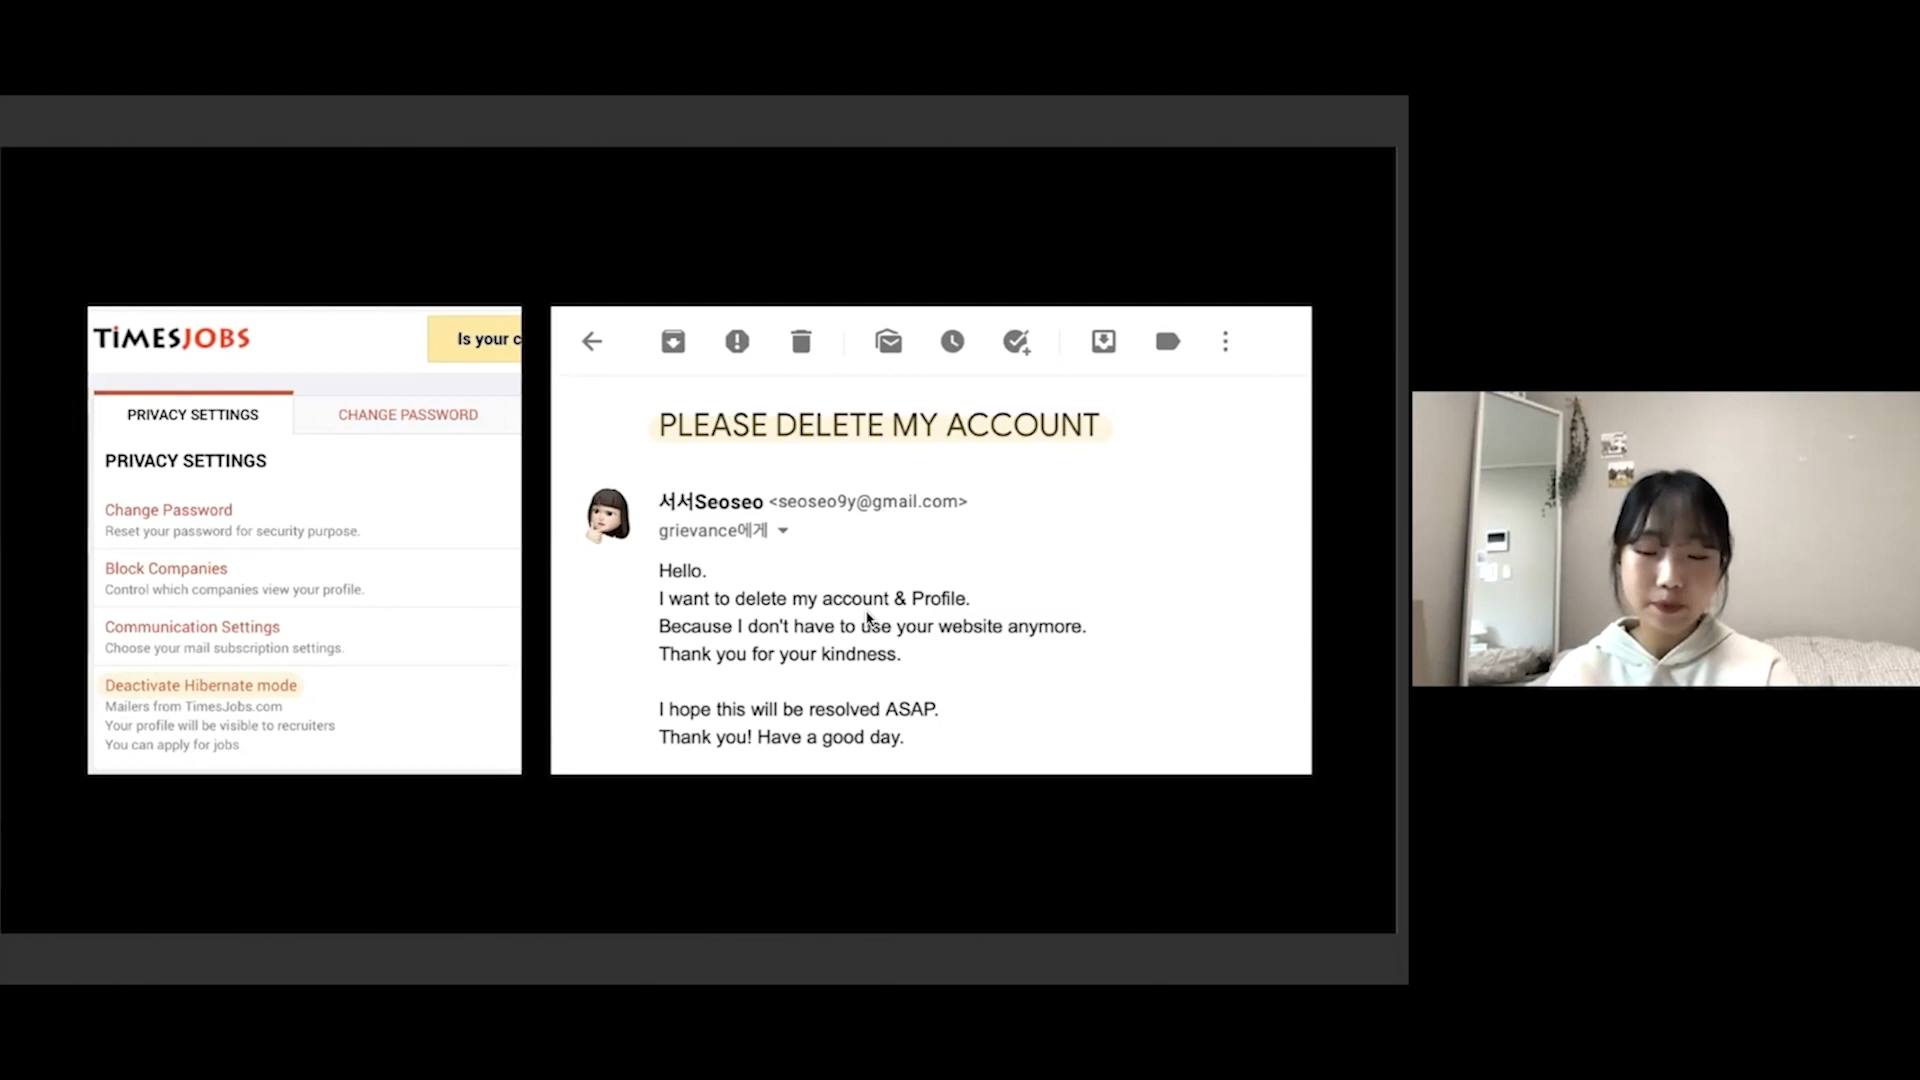 TiMESJOBS
Is your c
PRIVACY SETTINGS
CHANGE PASSWORD
PRIVACY SETTINGS
Change Password
Reset your password for security purpose.
Block Companies
Control which companies view your profile.
Communication Settings
Choose your mail subscription settings.
Deactivate Hibernate mode
Mailers from TimesJobs.com
Your profile will be visible to recruiters
You can apply for jobs
PLEASE DELETE MY ACCOUNT
서서Seoseo <seoseo9y@gmail.com>
grievance에게
Hello.
I want to delete my account & Profile.
Because I don't have to use your website anymore.
Thank you for your kindness.
I hope this will be resolved ASAP.
Thank you! Have a good day.